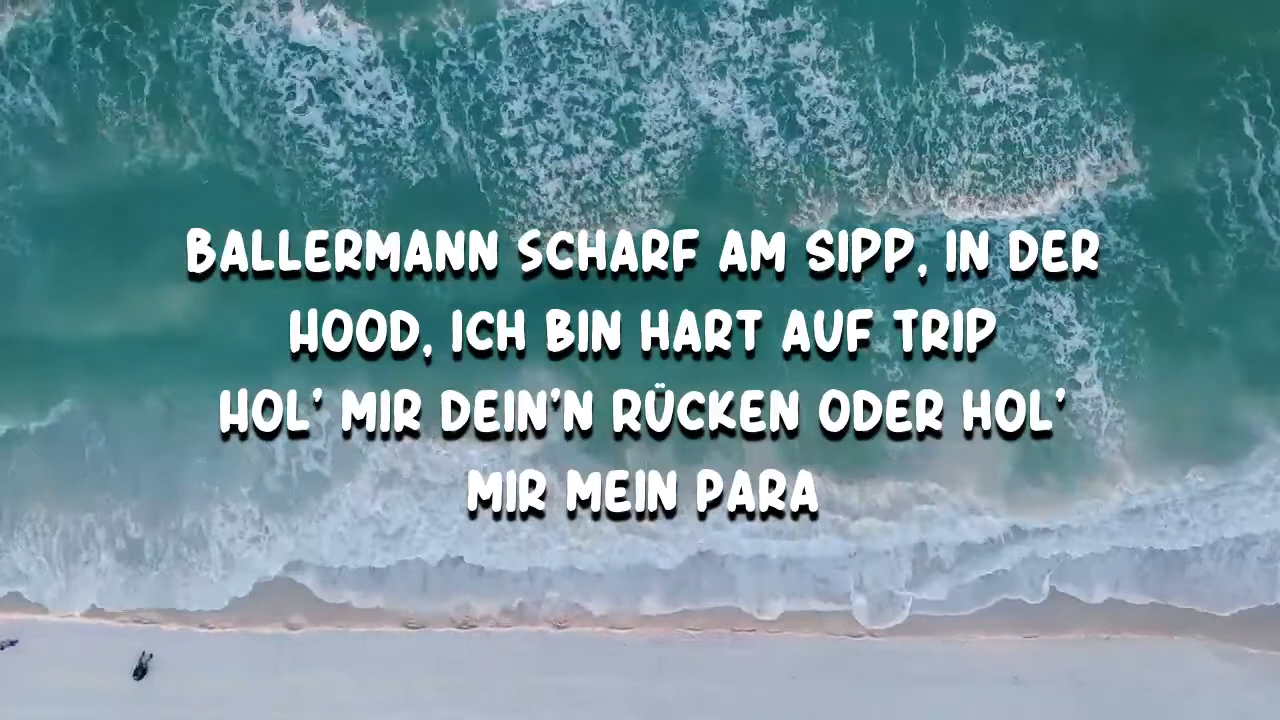 BALLERMANN SCHARF AM SIPP, IN DER
HOOD, ICH BIN HART AUF TRIP
HOL' MIR DEIN'N RÜCKEN ODER HOL'
MIR MEIN PARA